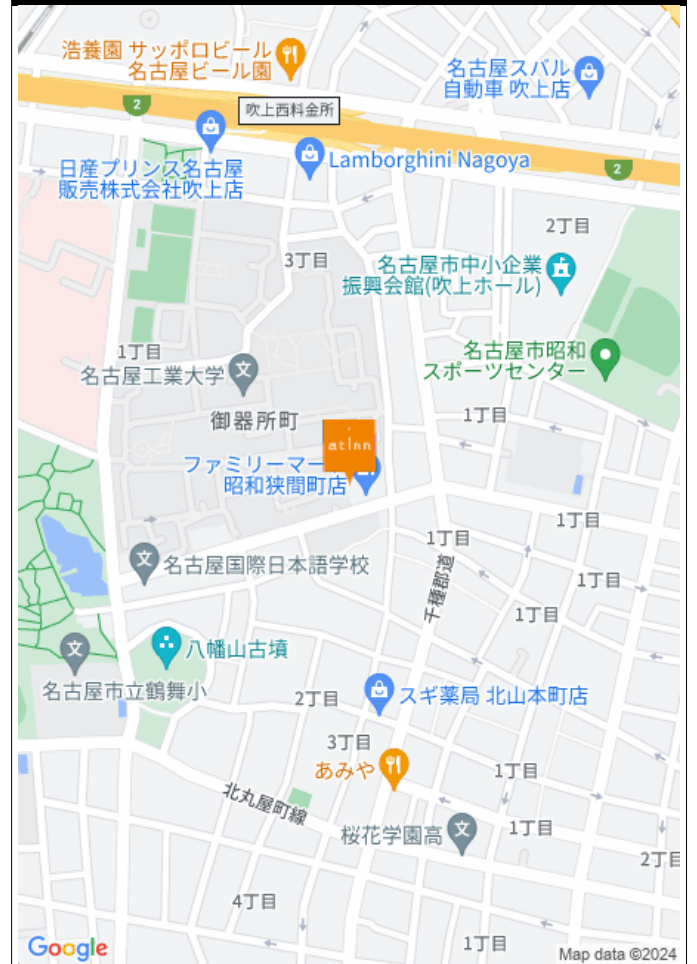 浩養園 サッポロビール
名古屋ビール園
名古屋スバル
自動車 吹上店
2
吹上西料金所
日産プリンス名古屋
販売株式会社吹上店
Lamborghini Nagoya
2
2丁目
3丁目
名古屋市中小企業
振興会館(吹上ホール)
1丁目
名古屋工業大学
名古屋市昭和
スポーツセンター
御器所町
1丁目
at inn
ファミリーマー
昭和狭間町店
1丁目
1丁目
千種郡道
名古屋国際日本語学校
1丁目
1丁目
八幡山古墳
名古屋市立鶴舞小
2丁目
スギ薬局 北山本町店
3丁目
あみや
1丁目
北丸屋町線
桜花学園高
1丁目
2丁目
4丁目
1丁目
Google
Map data ©2024